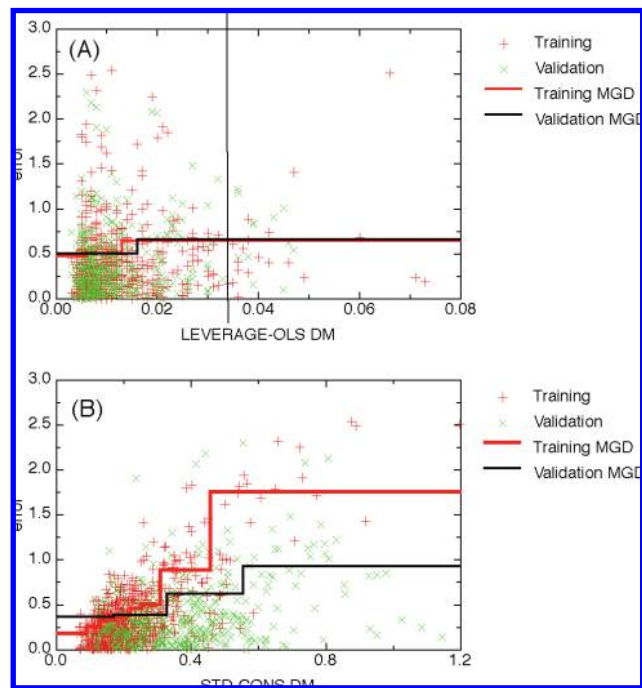 (A)
3.0
2.5
2.0
1.5
1.0
0.5
0.0
error
0.00 0.02 0.04 0.06 0.08
LEVERAGE-OLS DM
Training
Validation
Training MGD
Validation MGD
(B)
3.0
2.5
2.0
1.5
1.0
0.5
0.0
error
0.0 0.4 0.8 1.2
STD-CONS DM
Training
Validation
Training MGD
Validation MGD